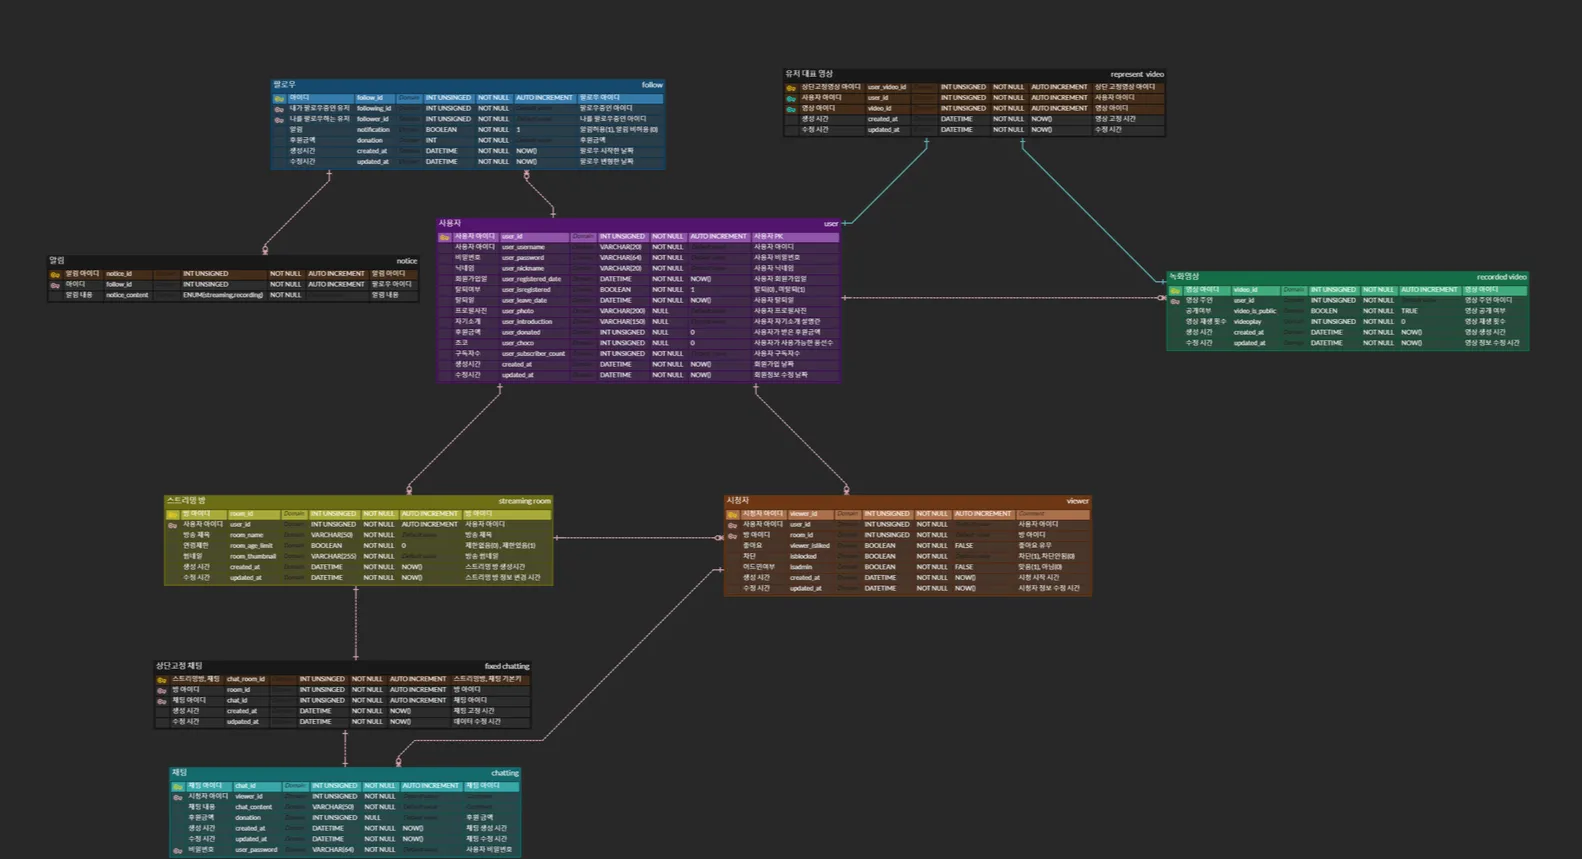 팔로우 follow
아이디 follow_id Domain INT UNSINGED NOT NULL AUTO INCREMENT 팔로우 아이디
내가 팔로우중인 유저 following_id INT UNSIGNED NOT NULL 팔로우중인 아이디
나를 팔로우하는 유저 follower_id INT UNSIGNED NOT NULL 나를 팔로우중인 아이디
알림 notification BOOLEAN NOT NULL 1 알림허용(1), 알림 비허용(0)
후원금액 donation INT NOT NULL 후원금액
생성시간 created_at DATETIME NOT NULL NOW() 팔로우 시작한 날짜
수정시간 updated_at DATETIME NOT NULL NOW() 팔로우 변형한 날짜
유저 대표 영상 represent video
상단고정영상 아이디 user_video_id INT UNSIGNED NOT NULL AUTO INCREMENT 상단 고정영상 아이디
사용자 아이디 user_id INT UNSIGNED NOT NULL AUTO INCREMENT 사용자 아이디
영상 아이디 video_id INT UNSIGNED NOT NULL AUTO INCREMENT 영상 아이디
생성 시간 created_at DATETIME NOT NULL NOW() 영상 고정 시간
수정 시간 updated_at DATETIME NOT NULL NOW() 수정 시간
사용자 user
사용자 아이디 user_id Domain INT UNSIGNED NOT NULL AUTO INCREMENT 사용자 PK
사용자 아이디 user_username VARCHAR(20) NOT NULL 사용자 아이디
비밀번호 user_password VARCHAR(64) NOT NULL 사용자 비밀번호
닉네임 user_nickname VARCHAR(20) NOT NULL 사용자 닉네임
회원가입일 user_registered_date DATETIME NOT NULL NOW() 사용자 회원가입일
탈퇴여부 user_isregistered BOOLEAN NOT NULL 1 탈퇴(0), 미탈퇴(1)
탈퇴일 user_leave_date DATETIME NOT NULL NOW() 사용자 탈퇴일
프로필사진 user_photo VARCHAR(200) NULL 사용자 프로필사진
자기소개 user_introduction VARCHAR(150) NULL 사용자 자기소개 설명란
후원금액 user_donated INT UNSIGNED NULL 0 사용자가 받은 후원금액
초코 user_choco INT UNSIGNED NULL 0
구독자수 user_subscriber_count INT UNSIGNED NOT NULL 사용자 구독자수
생성시간 created_at DATETIME NOT NULL NOW() 회원가입 날짜
수정시간 updated_at DATETIME NOT NULL NOW() 회원정보 수정 날짜
알림 notice
알림 아이디 notice_id INT UNSIGNED NOT NULL AUTO INCREMENT 알림 아이디
아이디 follow_id INT UNSIGNED NOT NULL AUTO INCREMENT 팔로우 아이디
알림 내용 notice_content ENUM(streaming,recording) NOT NULL 알림 내용
녹화영상 recorded video
영상 아이디 video_id Domain INT UNSIGNED NOT NULL AUTO INCREMENT 영상 아이디
영상 주인 user_id INT UNSIGNED NOT NULL 영상 주인 아이디
공개여부 video_is_public BOOLEN NOT NULL TRUE 영상 공개 여부
영상 재생 횟수 videoplay INT UNSIGNED NOT NULL 0 영상 재생 횟수
생성 시간 created_at DATETIME NOT NULL NOW() 영상 생성 시간
수정 시간 updated_at DATETIME NOT NULL NOW() 영상 정보 수정 시간
스트리밍 방 streaming room
방 아이디 room_id Domain INT UNSIGNED NOT NULL AUTO INCREMENT 방 아이디
사용자 아이디 user_id INT UNSIGNED NOT NULL AUTO INCREMENT 사용자 아이디
방송 제목 room_name VARCHAR(50) NOT NULL 방송 제목
연령제한 room_age_limit BOOLEAN NOT NULL 0 제한없음(0), 제한있음(1)
썸네일 room_thumbnail VARCHAR(255) NOT NULL 방송 썸네일
생성 시간 created_at DATETIME NOT NULL NOW() 스트리밍 방 생성시간
수정 시간 updated_at DATETIME NOT NULL NOW() 스트리밍 방 정보 변경 시간
시청자 viewer
시청자 아이디 viewer_id Domain INT UNSIGNED NOT NULL AUTO INCREMENT Comment
사용자 아이디 user_id INT UNSIGNED NOT NULL 사용자 아이디
방 아이디 room_id INT UNSIGNED NOT NULL 방 아이디
좋아요 viewer_isliked BOOLEAN NOT NULL FALSE 좋아요 유무
차단 isblocked BOOLEAN NOT NULL 차단(1), 차단안됨(0)
어드민여부 isadmin BOOLEAN NOT NULL FALSE 맞음(1), 아님(0)
생성 시간 created_at DATETIME NOT NULL NOW() 시청 시작 시간
수정 시간 updated_at DATETIME NOT NULL NOW() 시청자 정보 수정 시간
상단고정 채팅 fixed chatting
스트리밍방, 채팅 chat_room_id INT UNSINGED NOT NULL AUTO INCREMENT 스트리밍방, 채팅 기본키
방 아이디 room_id INT UNSIGNED NOT NULL AUTO INCREMENT 방 아이디
채팅 아이디 chat_id INT UNSIGNED NOT NULL AUTO INCREMENT 채팅 아이디
생성 시간 created_at DATETIME NOT NULL NOW() 채팅 고정 시간
수정 시간 udpated_at DATETIME NOT NULL NOW() 데이터 수정 시간
채팅 chatting
채팅 아이디 chat_id Domain INT UNSIGNED NOT NULL AUTO INCREMENT 채팅 아이디
시청자 아이디 viewer_id INT UNSIGNED NOT NULL
채팅 내용 chat_content VARCHAR(50) NOT NULL
후원금액 donation INT UNSIGNED NULL 후원 금액
생성 시간 created_at DATETIME NOT NULL NOW() 채팅 생성 시간
수정 시간 updated_at DATETIME NOT NULL NOW() 채팅 수정 시간
비밀번호 user_password VARCHAR(64) NOT NULL 사용자 비밀번호